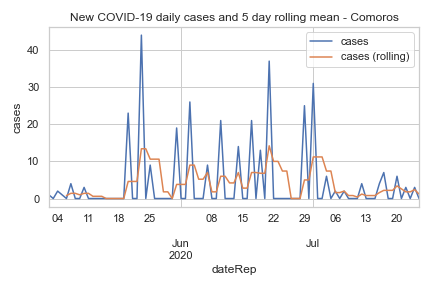 New COVID-19 daily cases and 5 day rolling mean - Comoros
cases
cases (rolling)
cases
40
30
20
10
0
04 11 18 25 08 15 22 29 06 13 20
Jun Jul
2020
dateRep